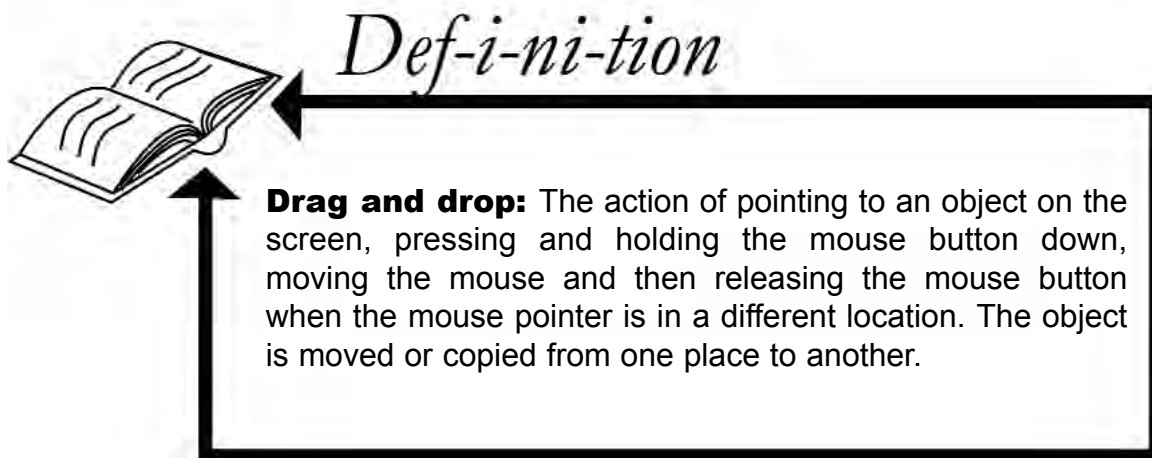 Def-i-ni-tion
Drag and drop: The action of pointing to an object on the
screen, pressing and holding the mouse button down,
moving the mouse and then releasing the mouse button
when the mouse pointer is in a different location. The object
is moved or copied from one place to another.